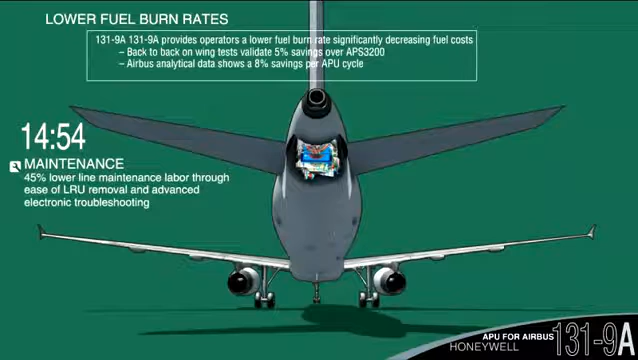 LOWER FUEL BURN RATES
131-9A 131-9A provides operators a lower fuel burn rate significantly decreasing fuel costs
– Back to back on wing tests validate 5% savings over APS3200
– Airbus analytical data shows a 8% savings per APU cycle
14:54
MAINTENANCE
45% lower line maintenance labor through
ease of LRU removal and advanced
electronic troubleshooting
APU FOR AIRBUS
HONEYWELL
131-9A